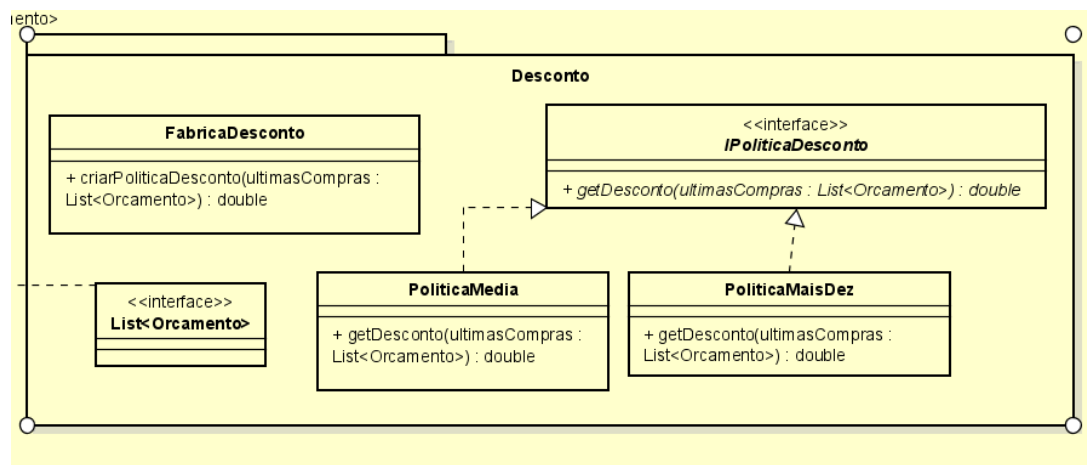 ento>
Desconto
FabricaDesconto
+ criarPoliticaDesconto(ultimasCompras :
List<Orcamento>) : double
<<interface>>
IPoliticaDesconto
+ getDesconto(ultimasCompras : List<Orcamento>) : double
<<interface>>
List<Orcamento>
PoliticaMedia
+ getDesconto(ultimasCompras :
List<Orcamento>) : double
PoliticaMaisDez
+ getDesconto(ultimasCompras :
List<Orcamento>) : double